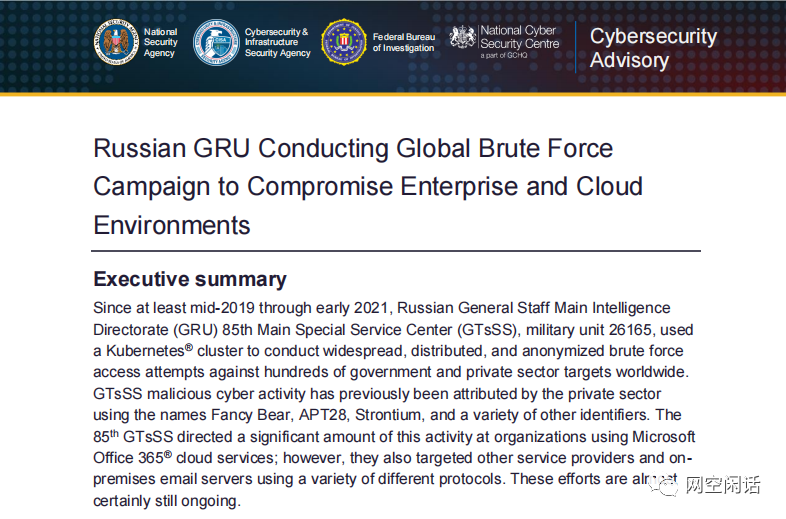 National
Security
Agency
Cybersecurity &
Infrastructure
Security Agency
Federal Bureau
of Investigation
National Cyber
Security Centre
a part of GCHQ
Cybersecurity
Advisory
Russian GRU Conducting Global Brute Force
Campaign to Compromise Enterprise and Cloud
Environments
Executive summary
Since at least mid-2019 through early 2021, Russian General Staff Main Intelligence
Directorate (GRU) 85th Main Special Service Center (GTsSS), military unit 26165, used
a Kubernetes® cluster to conduct widespread, distributed, and anonymized brute force
access attempts against hundreds of government and private sector targets worldwide.
GTsSS malicious cyber activity has previously been attributed by the private sector
using the names Fancy Bear, APT28, Strontium, and a variety of other identifiers. The
85th GTsSS directed a significant amount of this activity at organizations using Microsoft
Office 365® cloud services; however, they also targeted other service providers and on-
premises email servers using a variety of different protocols. These efforts are almost
certainly still ongoing.
网空闲话